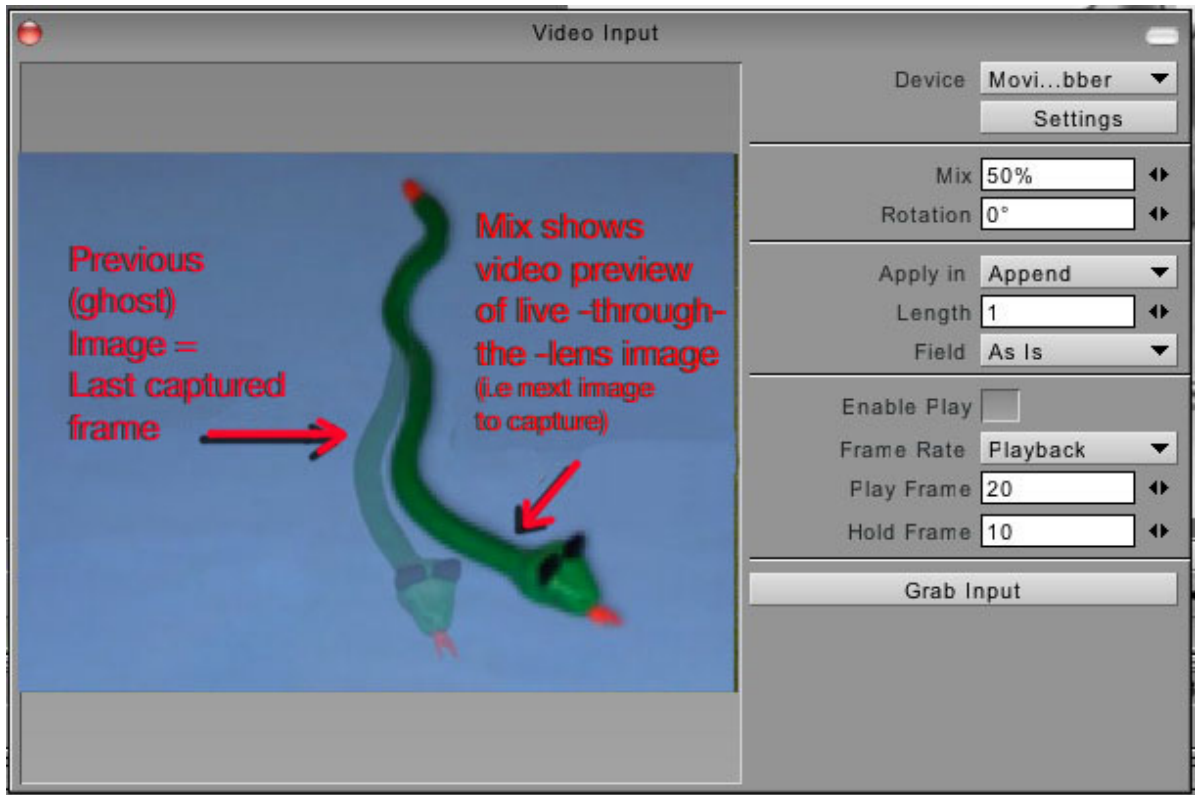 Video Input
Previous
(ghost)
Image =
Last captured
frame
Mix shows
video preview
of live -through-
the -lens image
(i.e next image
to capture)
Device Movi...bber
Settings
Mix 50%
Rotation 0°
Apply in Append
Length 1
Field As Is
Enable Play
Frame Rate Playback
Play Frame 20
Hold Frame 10
Grab Input